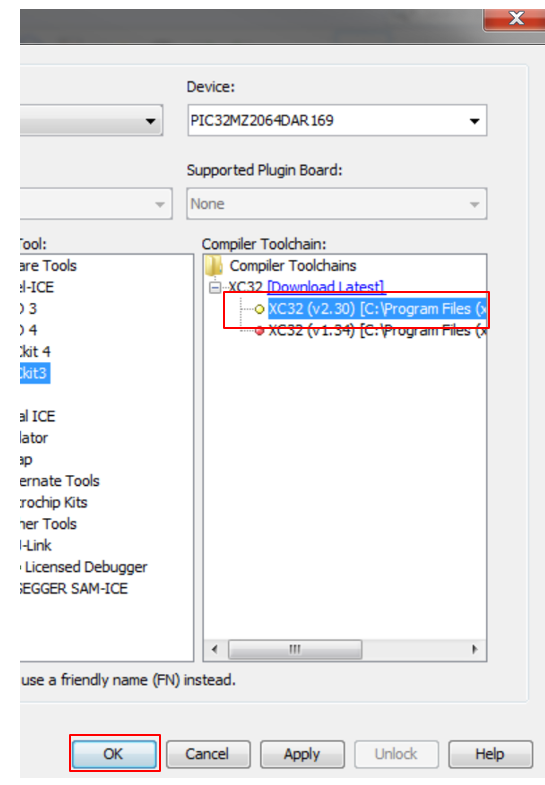 Device:
PIC32MZ2064DAR169
Supported Plugin Board:
None
ool:
are Tools
el-ICE
3
4
kit 4
kit3
al ICE
lator
ap
ernate Tools
rochip Kits
her Tools
-Link
Licensed Debugger
SEGGER SAM-ICE
Compiler Toolchain:
Compiler Toolchains
XC32 [Download Latest]
XC32 (v2.30) [C:\Program Files (x
XC32 (v1.34) [C:\Program Files (x
use a friendly name (FN) instead.
OK
Cancel
Apply
Unlock
Help